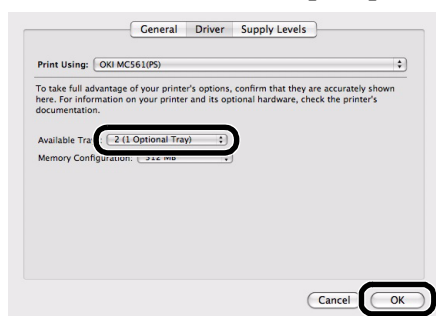 General Driver Supply Levels
Print Using: OKI MC561(PS)
To take full advantage of your printer's options, confirm that they are accurately shown
here. For information on your printer and its optional hardware, check the printer's
documentation.
Available Tra : 2 (1 Optional Tray)
Memory Configuration: 512 MB
Cancel OK